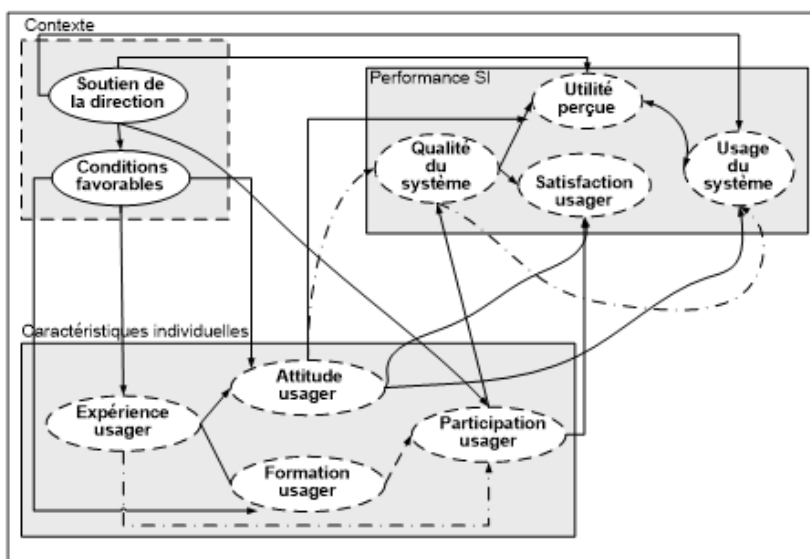 Contexte
Soutien de
la direction
Conditions
favorables
Performance SI
Utilité
perçue
Qualité
du
système
Satisfaction
usager
Usage
du
système
Caractéristiques individuelles
Attitude
usager
Expérience
usager
Participation
usager
Formation
usager